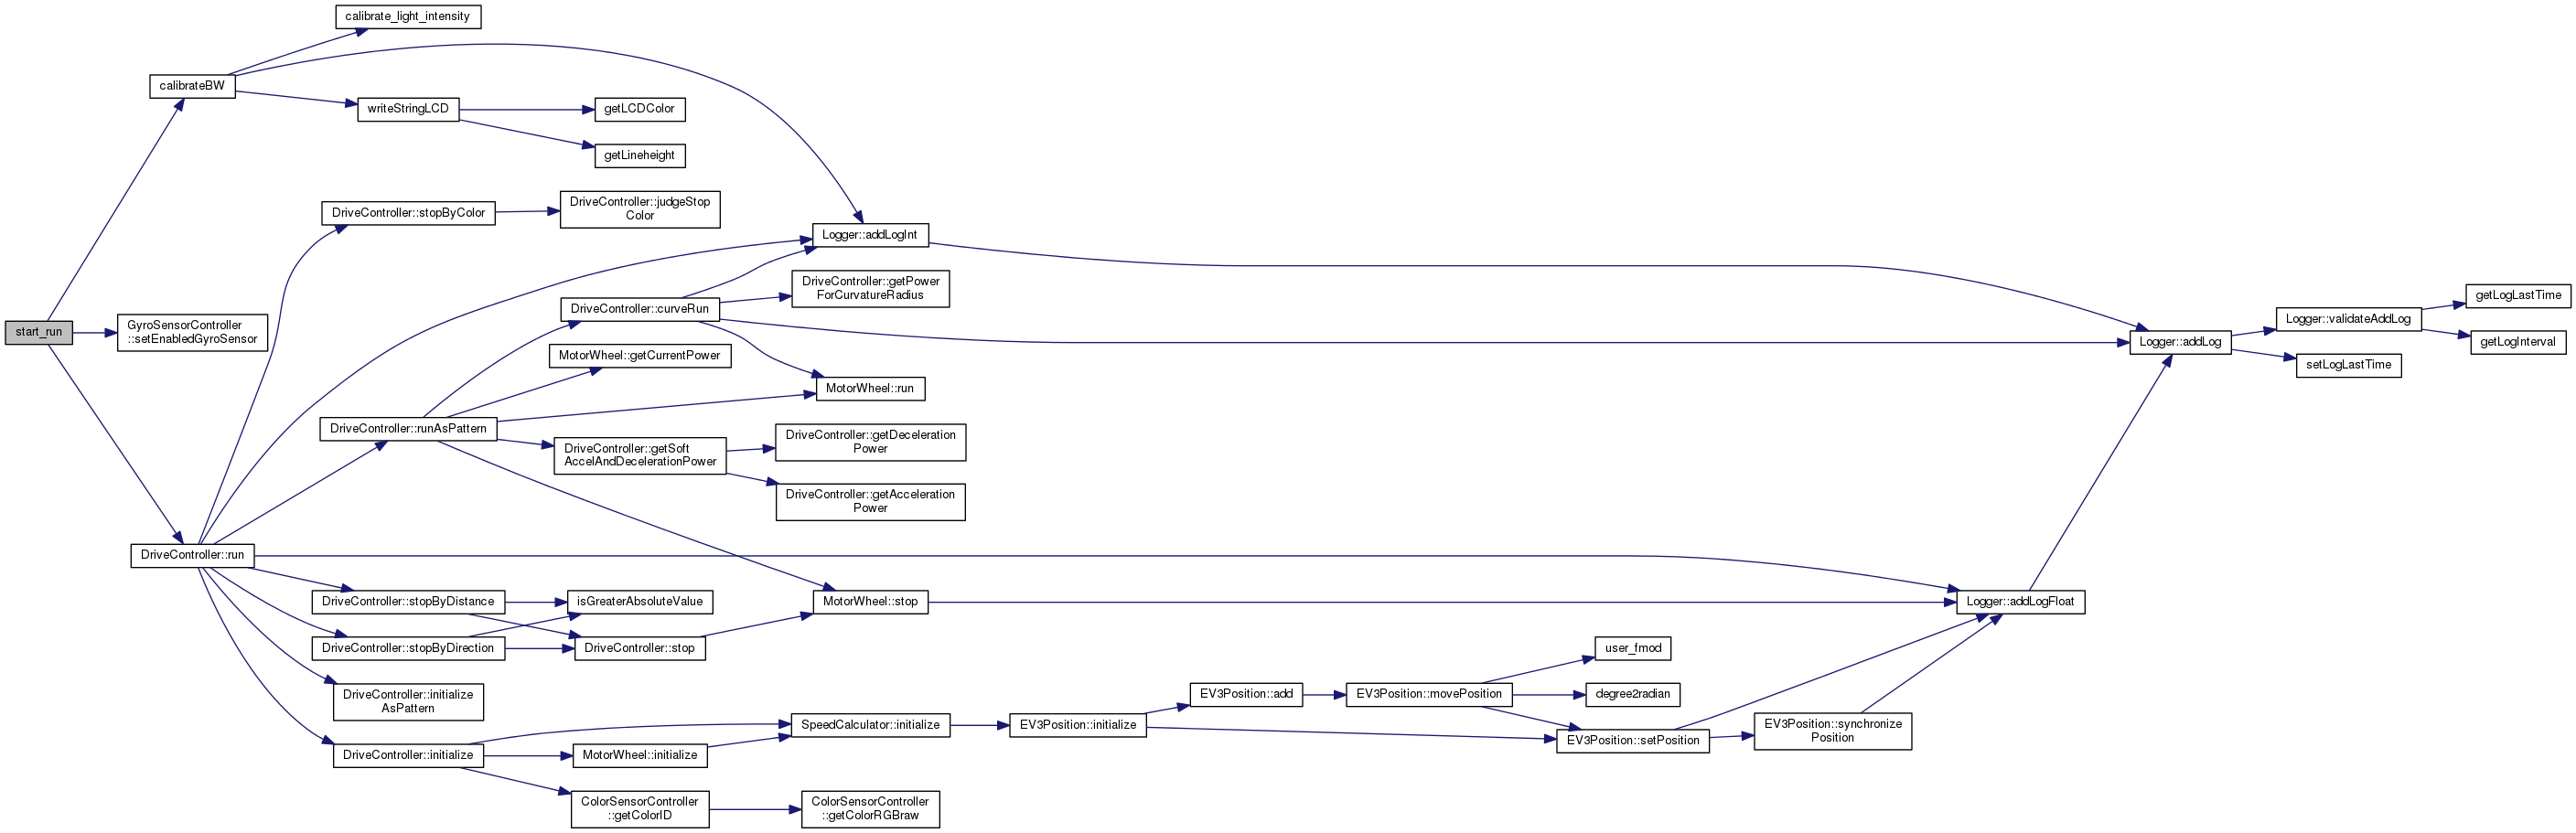 calibrate_light_intensity
calibrateBW
writeStringLCD
getLCDColor
getLineheight
DriveController::stopByColor
DriveController::judgeStop
Color
Logger::addLogInt
DriveController::getPower
ForCurvatureRadius
DriveController::curveRun
start_run
GyroSensorController
::setEnabledGyroSensor
MotorWheel::getCurrentPower
MotorWheel::run
DriveController::runAsPattern
DriveController::getSoft
AccelAndDecelerationPower
DriveController::getDeceleration
Power
DriveController::getAcceleration
Power
getLogLastTime
Logger::validateAddLog
getLogInterval
Logger::addLog
setLogLastTime
DriveController::run
DriveController::stopByDistance
isGreaterAbsoluteValue
MotorWheel::stop
Logger::addLogFloat
DriveController::stopByDirection
DriveController::stop
user_fmod
DriveController::initialize
AsPattern
EV3Position::add
EV3Position::movePosition
degree2radian
SpeedCalculator::initialize
EV3Position::initialize
EV3Position::setPosition
EV3Position::synchronize
Position
DriveController::initialize
MotorWheel::initialize
ColorSensorController
::getColorID
ColorSensorController
::getColorRGBraw